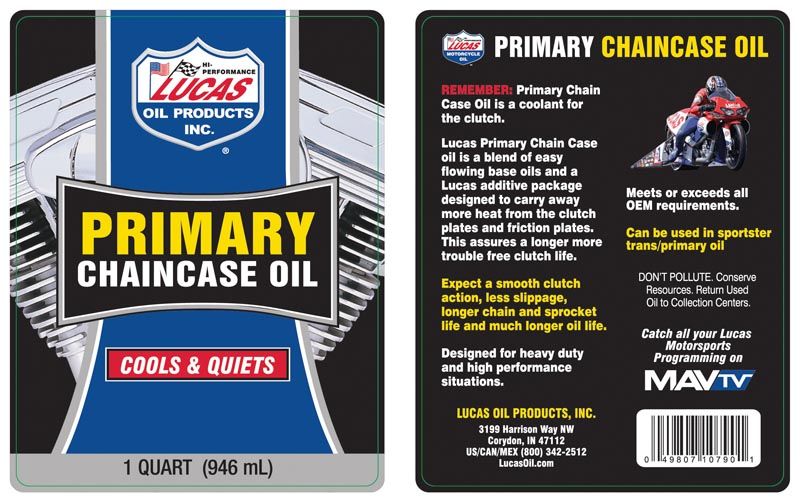 HI-
PERFORMANCE
LUCAS
OIL PRODUCTS
INC.
®
PRIMARY
CHAINCASE OIL
COOLS & QUIETS
1 QUART (946 mL)
LUCAS
MOTORCYCLE
OIL
PRIMARY CHAINCASE OIL
REMEMBER: Primary Chain
Case Oil is a coolant for
the clutch.
Lucas Primary Chain Case
oil is a blend of easy
flowing base oils and a
Lucas additive package
designed to carry away
more heat from the clutch
plates and friction plates.
This assures a longer more
trouble free clutch life.
Expect a smooth clutch
action, less slippage,
longer chain and sprocket
life and much longer oil life.
Designed for heavy duty
and high performance
situations.
LUCAS OIL PRODUCTS, INC.
3199 Harrison Way NW
Corydon, IN 47112
US/CAN/MEX (800) 342-2512
LucasOil.com
Meets or exceeds all
OEM requirements.
Can be used in sportster
trans/primary oil
DON'T POLLUTE. Conserve
Resources. Return Used
Oil to Collection Centers.
Catch all your Lucas
Motorsports
Programming on
MAVTV
0 49807 10790 1